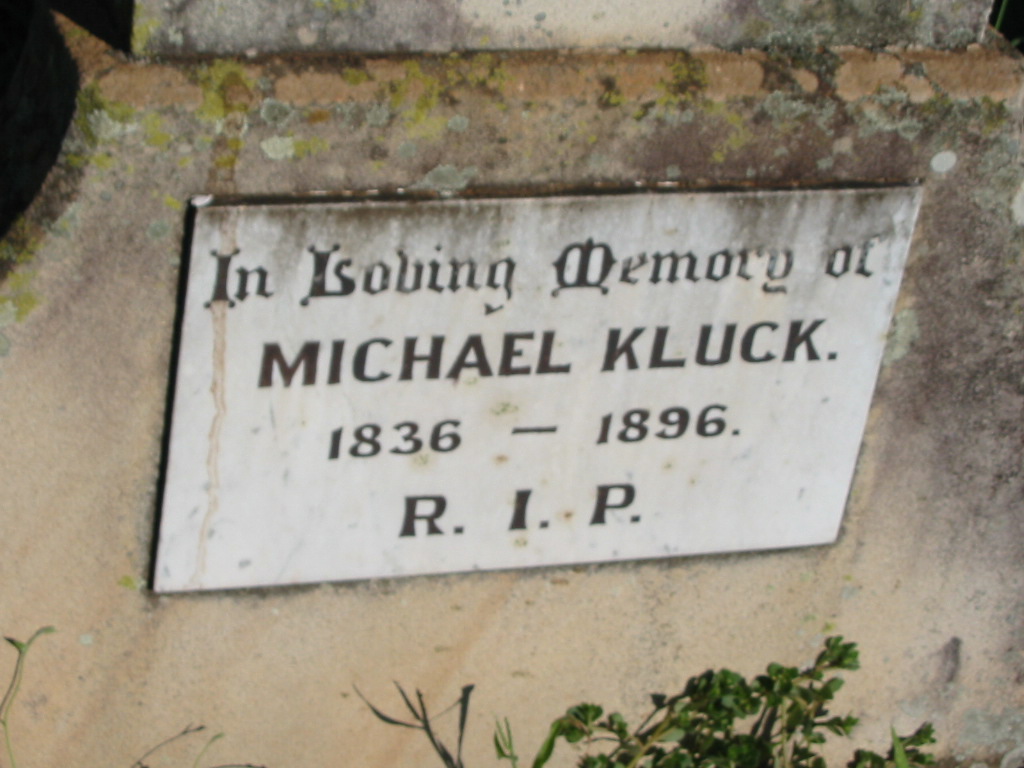 In Loving Memory of
MICHAEL KLUCK.
1836 — 1896.
R. I. P.